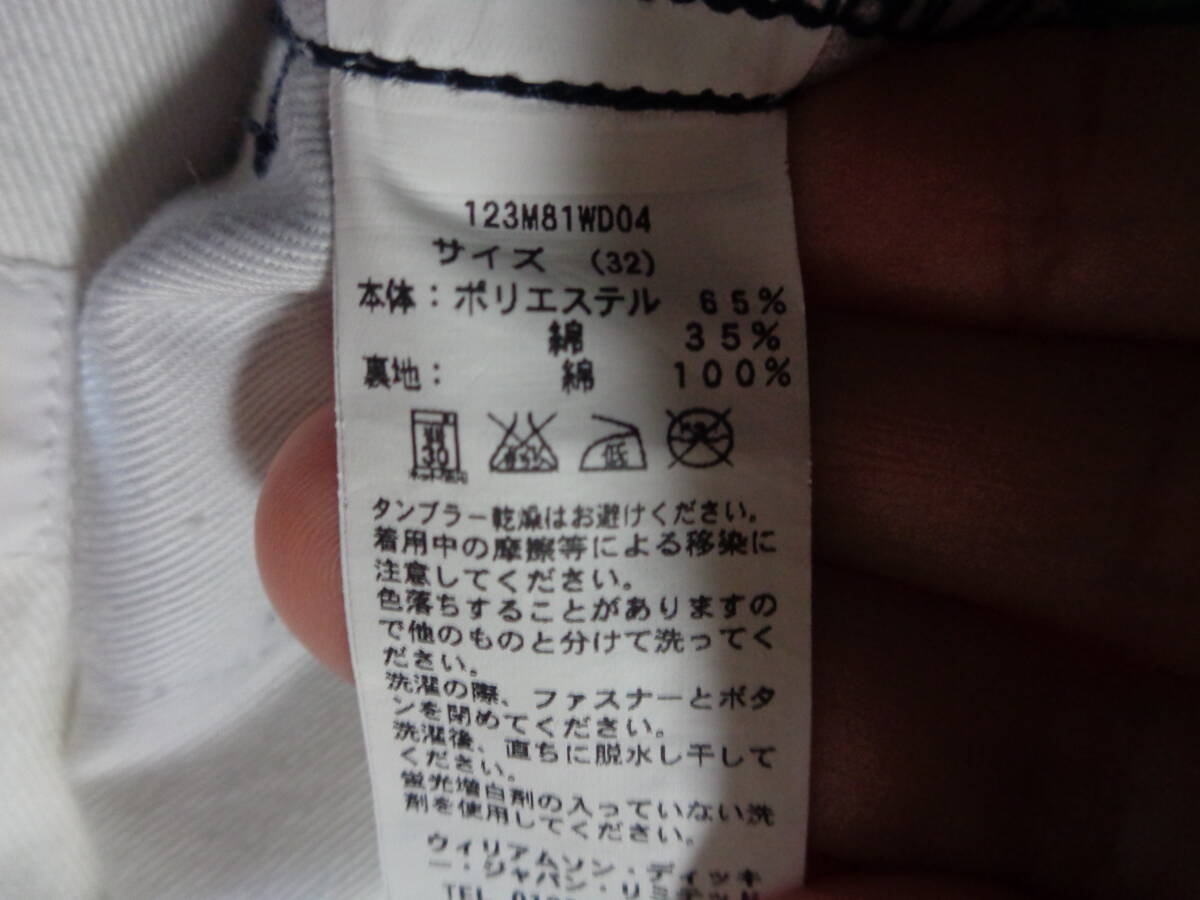 123M81WD04
サイズ (32)
本体：ポリエステル 65%
綿 35%
裏地： 綿 100%
30
低
タンブラー乾燥はお避けください。
着用中の摩擦等による移染に
注意してください。
色落ちすることがありますの
で他のものと分けて洗ってく
ださい。
洗濯の際、ファスナーとボタ
ンを閉めてください。
洗濯後、直ちに脱水し干して
ください。
蛍光増白剤の入っていない洗
剤を使用してください。
ウィリアムソン・ディッキ
ー・ジャパン・リミテッド
TEL